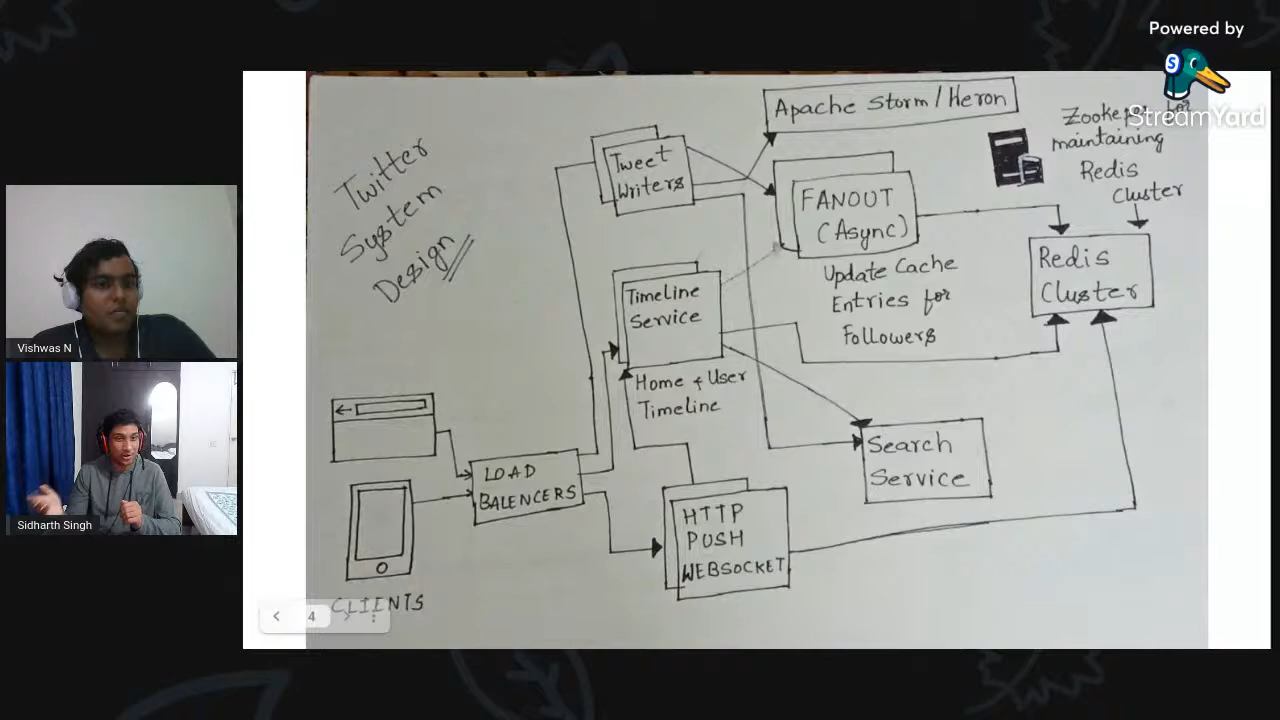 Powered by
StreamYard
Twitter
System
Design
Tweet
Writers
Apache Storm/Heron
FANOUT
(Async)
Update Cache
Entries for
Followers
for
maintaining
Redis
Cluster
Redis
Cluster
Timeline
Service
Home & User
Timeline
Search
Service
LOAD
BALENCERS
HTTP
PUSH
WEBSOCKET
CLIENTS
4
Vishwas N
Sidharth Singh